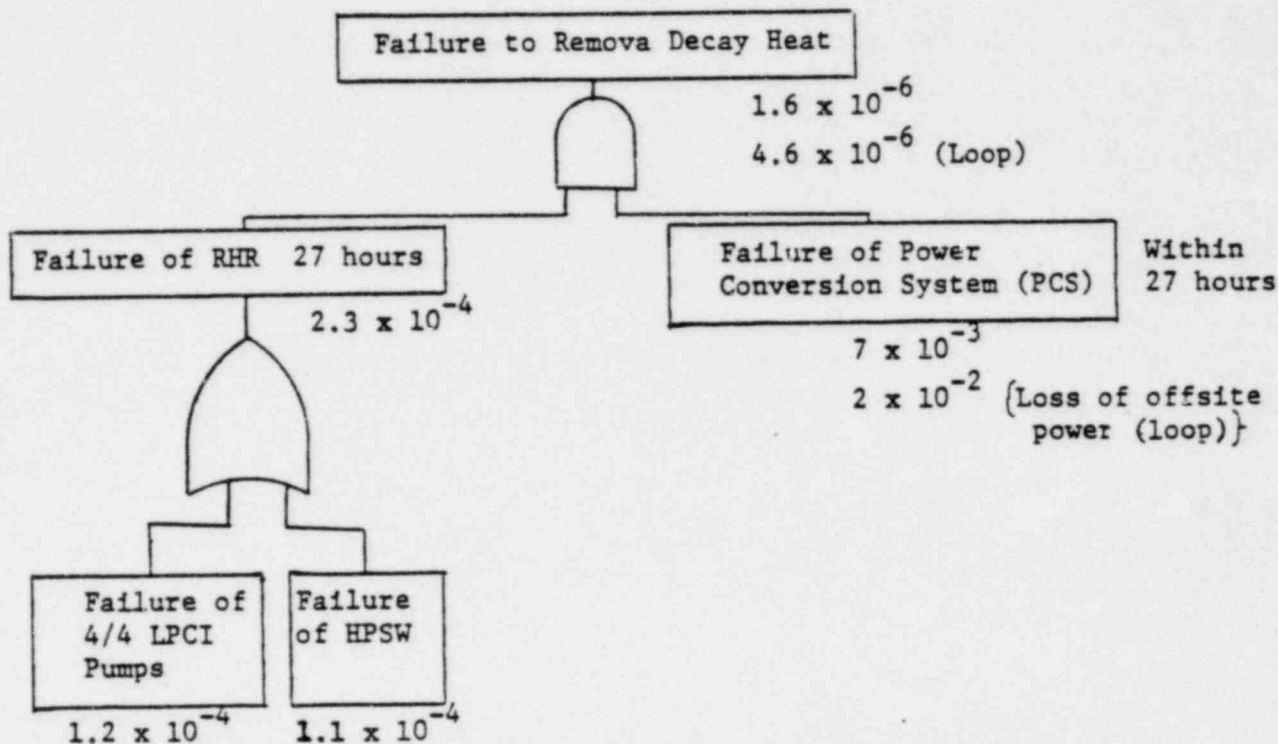 Failure to Remova Decay Heat
1.6 x 10^-6
4.6 x 10^-6 (Loop)
Failure of RHR 27 hours
2.3 x 10^-4
Failure of Power
Conversion System (PCS)
Within
27 hours
7 x 10^-3
2 x 10^-2 {Loss of offsite
power (loop)}
Failure of
4/4 LPCI
Pumps
1.2 x 10^-4
Failure
of HPSW
1.1 x 10^-4